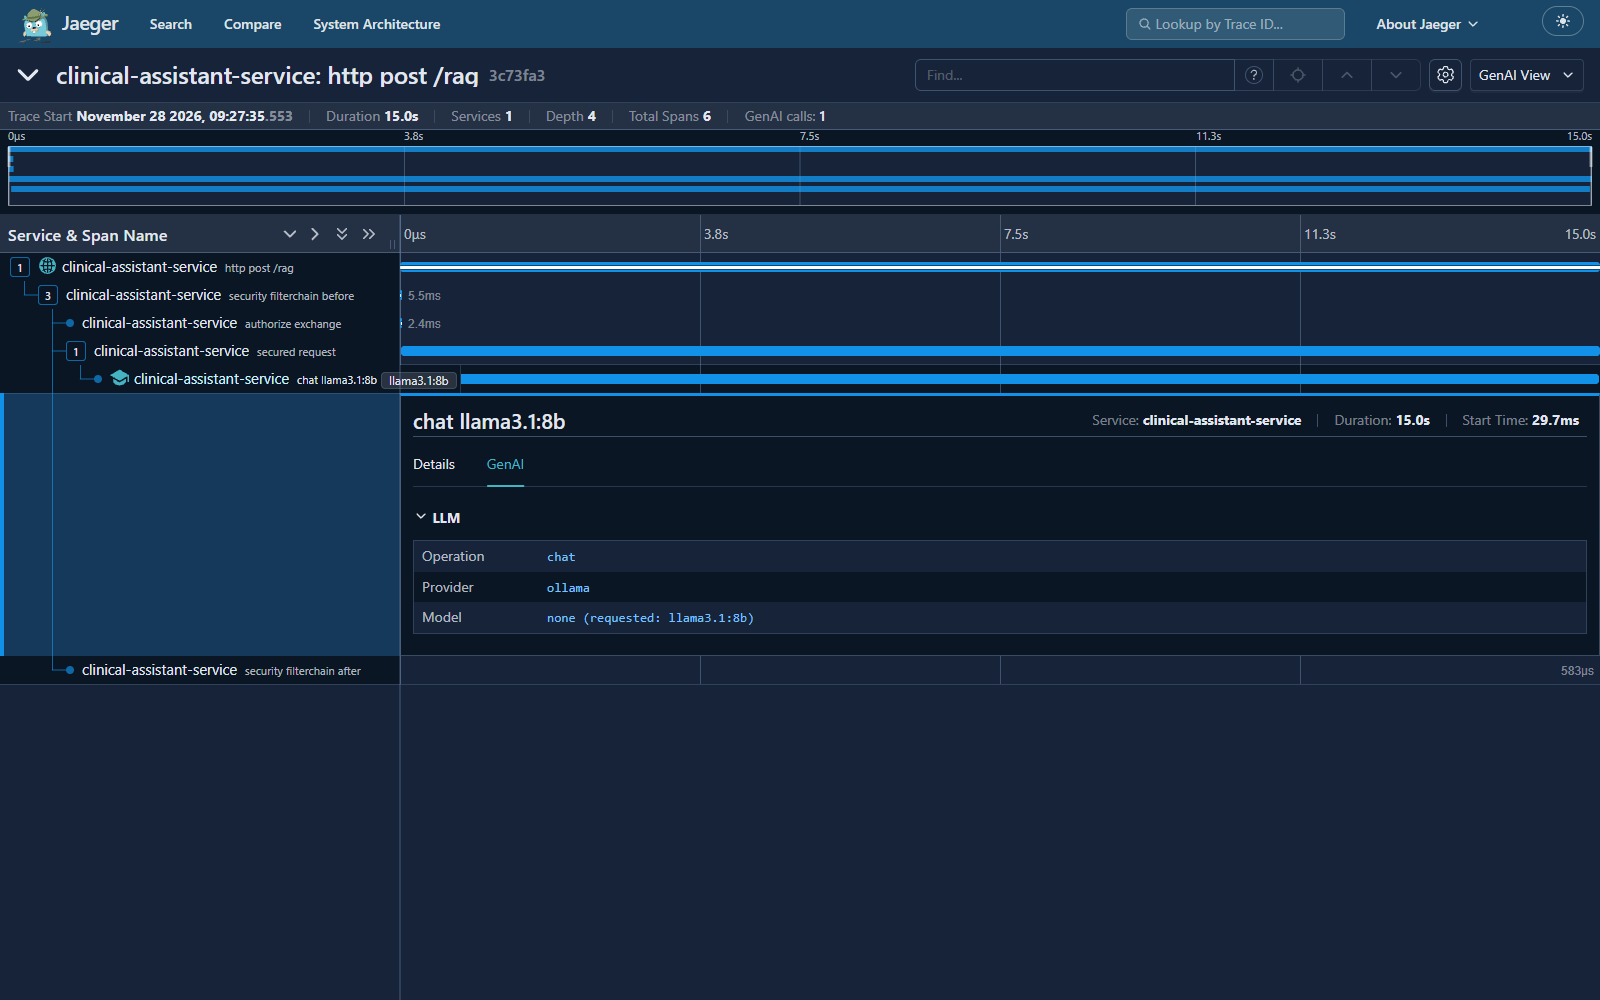 Jaeger Search Compare System Architecture Lookup by Trace ID... About Jaeger
clinical-assistant-service: http post /rag 3c73fa3 Find... ? GenAI View
Trace Start November 28 2026, 09:27:35.553 Duration 15.0s Services 1 Depth 4 Total Spans 6 GenAI calls: 1
0μs 3.8s 7.5s 11.3s 15.0s
Service & Span Name 0μs 3.8s 7.5s 11.3s 15.0s
1 clinical-assistant-service http post /rag
3 clinical-assistant-service security filterchain before 5.5ms
clinical-assistant-service authorize exchange 2.4ms
1 clinical-assistant-service secured request
clinical-assistant-service chat llama3.1:8b llama3.1:8b
chat llama3.1:8b Service: clinical-assistant-service Duration: 15.0s Start Time: 29.7ms
Details GenAI
LLM
Operation chat
Provider ollama
Model none (requested: llama3.1:8b)
clinical-assistant-service security filterchain after 583μs